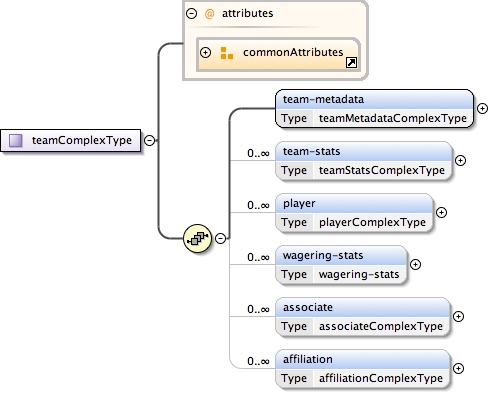 @ attributes
commonAttributes
teamComplexType
team-metadata
Type teamMetadataComplexType
0..∞ team-stats
Type teamStatsComplexType
0..∞ player
Type playerComplexType
0..∞ wagering-stats
Type wagering-stats
0..∞ associate
Type associateComplexType
0..∞ affiliation
Type affiliationComplexType